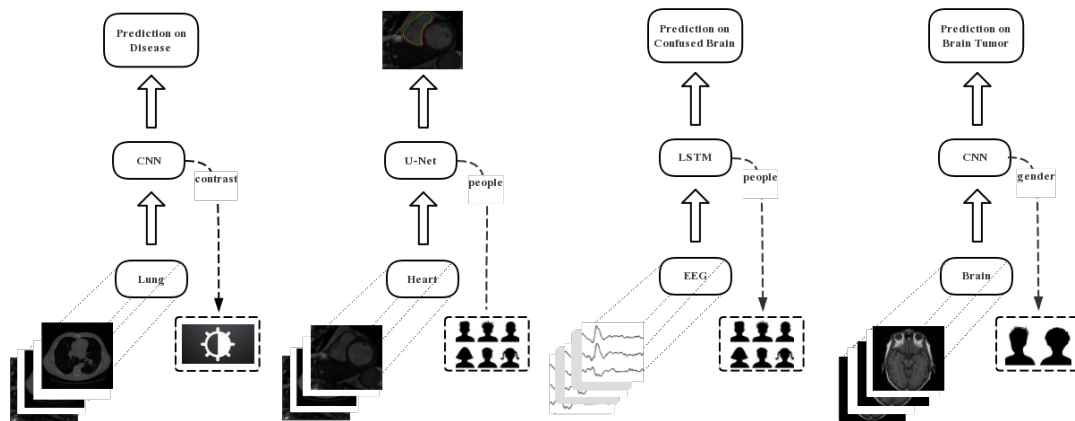 Prediction on
Disease
CNN
contrast
Lung
U-Net
people
Heart
Prediction on
Confused Brain
LSTM
people
EEG
Prediction on
Brain Tumor
CNN
gender
Brain